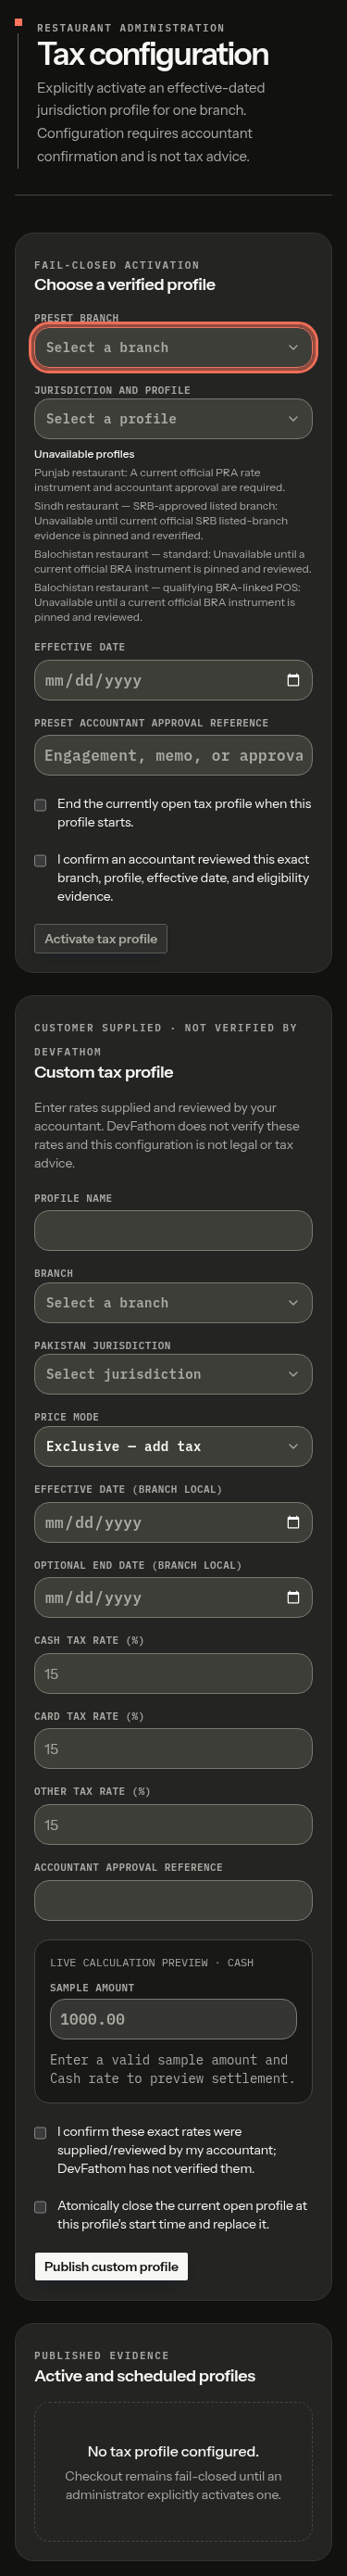 RESTAURANT ADMINISTRATION
Tax configuration
Explicitly activate an effective-dated
jurisdiction profile for one branch.
Configuration requires accountant
confirmation and is not tax advice.
FAIL-CLOSED ACTIVATION
Choose a verified profile
PRESET BRANCH
Select a branch
JURISDICTION AND PROFILE
Select a profile
Unavailable profiles
Punjab restaurant: A current official PRA rate
instrument and accountant approval are required.
Sindh restaurant — SRB-approved listed branch:
Unavailable until current official SRB listed-branch
evidence is pinned and reverified.
Balochistan restaurant — standard: Unavailable until a
current official BRA instrument is pinned and reviewed.
Balochistan restaurant — qualifying BRA-linked POS:
Unavailable until a current official BRA instrument is
pinned and reviewed.
EFFECTIVE DATE
mm/dd/yyyy
PRESET ACCOUNTANT APPROVAL REFERENCE
Engagement, memo, or approva
End the currently open tax profile when this
profile starts.
I confirm an accountant reviewed this exact
branch, profile, effective date, and eligibility
evidence.
Activate tax profile
CUSTOMER SUPPLIED · NOT VERIFIED BY
DEVFATHOM
Custom tax profile
Enter rates supplied and reviewed by your
accountant. DevFathom does not verify these
rates and this configuration is not legal or tax
advice.
PROFILE NAME
BRANCH
Select a branch
PAKISTAN JURISDICTION
Select jurisdiction
PRICE MODE
Exclusive — add tax
EFFECTIVE DATE (BRANCH LOCAL)
mm/dd/yyyy
OPTIONAL END DATE (BRANCH LOCAL)
mm/dd/yyyy
CASH TAX RATE (%)
15
CARD TAX RATE (%)
15
OTHER TAX RATE (%)
15
ACCOUNTANT APPROVAL REFERENCE
LIVE CALCULATION PREVIEW · CASH
SAMPLE AMOUNT
1000.00
Enter a valid sample amount and
Cash rate to preview settlement.
I confirm these exact rates were
supplied/reviewed by my accountant;
DevFathom has not verified them.
Atomically close the current open profile at
this profile's start time and replace it.
Publish custom profile
PUBLISHED EVIDENCE
Active and scheduled profiles
No tax profile configured.
Checkout remains fail-closed until an
administrator explicitly activates one.